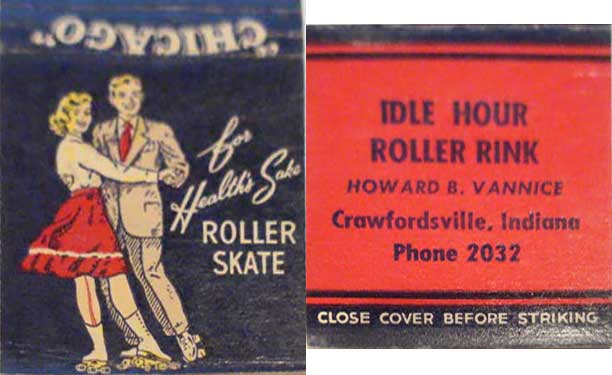 "CHICAGO"
for
Health's Sake
ROLLER
SKATE
IDLE HOUR
ROLLER RINK
HOWARD B. VANNICE
Crawfordsville, Indiana
Phone 2032
CLOSE COVER BEFORE STRIKING